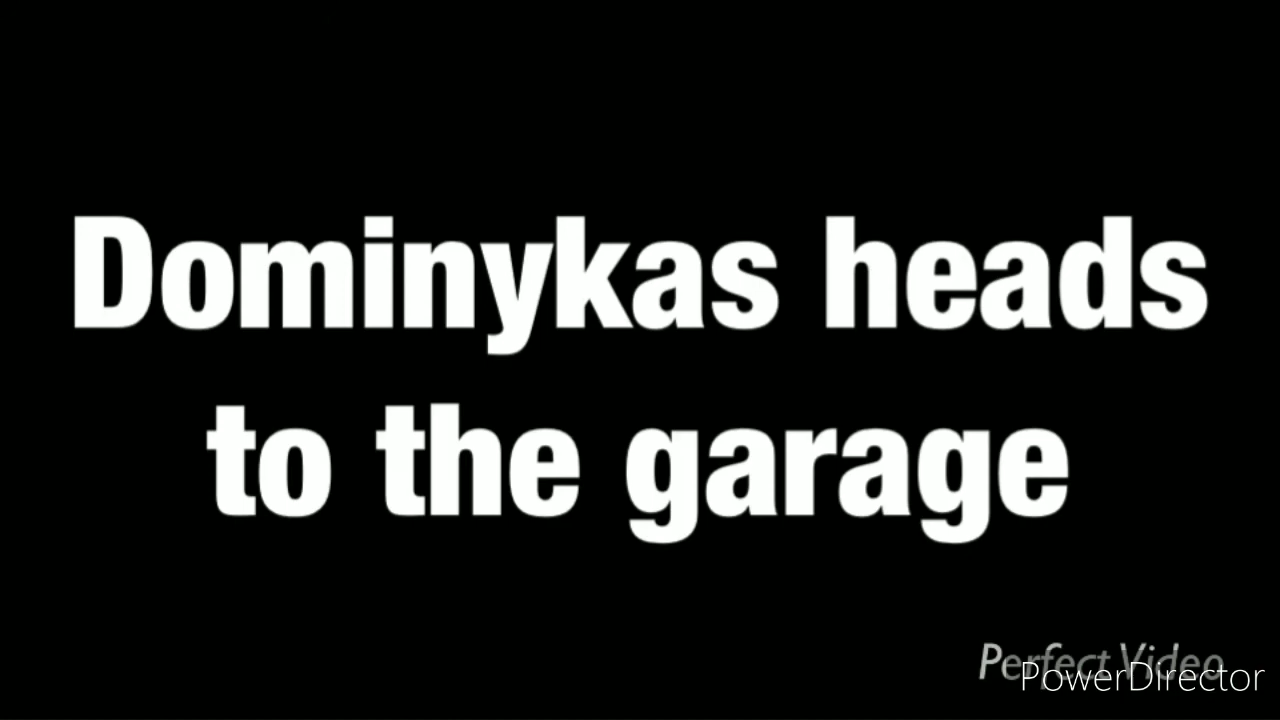 Dominykas heads
to the garage
Perfect Video
PowerDirector